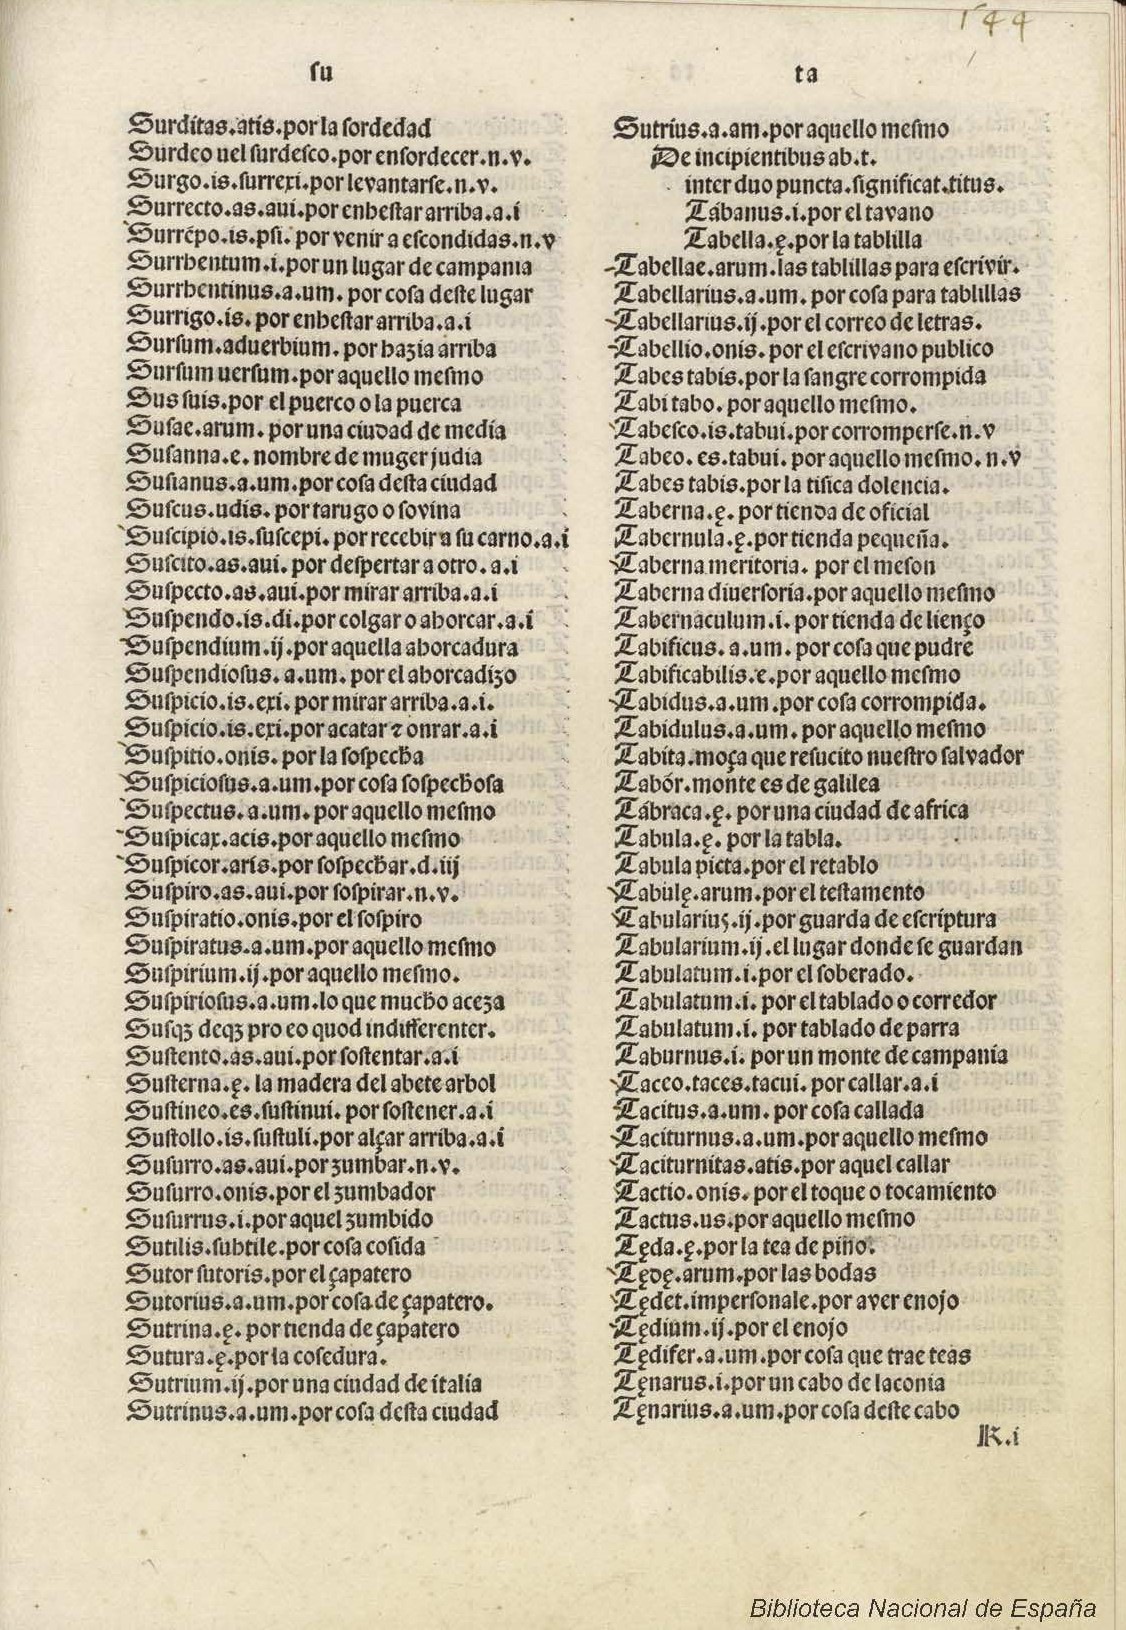 144
su
Surditas.atis.por la sordedad
Surdeo uel surdesco.por ensordecer.n.v.
Surgo.is.surrexi.por levantarse.n.v.
Surrecto.as.aui.por enhestar arriba.a.i
Surrépo.is.psi. por venir a escondidas.n.v
Surrhentum.i.por un lugar de campania
Surrhentinus.a.um. por cosa deste lugar
Surrigo.is. por enhestar arriba.a.i
Sursum.aduerbium. por hazia arriba
Sursum uersum.por aquello mesmo
Sus suis.por el puerco o la puerca
Susae.arum. por una ciudad de media
Susanna.e. nombre de muger judia
Susianus.a.um.por cosa desta ciudad
Suscus.udis. por tarugo o sovina
Suscipio.is.suscepi. por recebir a su carno.a.i
Suscito.as.aui. por despertar a otro.a.i
Suspecto.as.aui.por mirar arriba.a.i
Suspendo.is.di.por colgar o ahorcar.a.i
Suspendium.ij.por aquella ahorcadura
Suspendiosus.a.um. por el ahorcadizo
Suspicio.is.exi. por mirar arriba.a.i.
Suspicio.is.exi.por acatar ⁊ onrar.a.i
Suspitio.onis. por la sospecha
Suspiciosus.a.um.por cosa sospechosa
Suspectus.a.um. por aquello mesmo
Suspicax.acis.por aquello mesmo
Suspicor.aris.por sospechar.d.iij
Suspiro.as.aui.por sospirar.n.v.
Suspiratio.onis.por el sospiro
Suspiratus.a.um.por aquello mesmo
Suspirium.ij.por aquello mesmo.
Suspiriosus.a.um.lo que mucho aceza
Susqꝫ deqꝫ pro eo quod indifferenter.
Sustento.as.aui.por sostentar.a.i
Susterna.ę. la madera del abete arbol
Sustineo.es.sustinui. por sostener.a.i
Sustollo.is.sustuli.por alçar arriba.a.i
Susurro.as.aui.por zumbar.n.v.
Susurro.onis.por el zumbador
Susurrus.i.por aquel zumbido
Sutilis.subtile.por cosa cosida
Sutor sutoris.por el çapatero
Sutorius.a.um.por cosa de çapatero.
Sutrina.ę. por tienda de çapatero
Sutura.ę.por la cosedura.
Sutrium.ij.por una ciudad de italia
Sutrinus.a.um.por cosa desta ciudad
ta
Sutrius.a.am.por aquello mesmo
De incipientibus ab.t.
inter duo puncta.significat.titus.
Tábanus.i.por el tavano
Tabella.ę.por la tablilla
Tabellae.arum.las tablillas para escrivir.
Tabellarius.a.um. por cosa para tablillas
Tabellarius.ij.por el correo de letras.
Tabellio.onis. por el escrivano publico
Tabes tabis.por la sangre corrompida
Tabi tabo. por aquello mesmo.
Tabesco.is.tabui.por corromperse.n.v
Tabeo.es.tabui. por aquello mesmo.n.v
Tabes tabis.por la tisica dolencia.
Taberna.ę. por tienda de oficial
Tabernula.ę.por tienda pequeña.
Taberna meritoria. por el meson
Taberna diuersoria.por aquello mesmo
Tabernaculum.i. por tienda de lienço
Tabificus.a.um. por cosa que pudre
Tabificabilis.e.por aquello mesmo
Tabidus.a.um.por cosa corrompida.
Tabidulus.a.um. por aquello mesmo
Tabita.moça que resucito nuestro salvador
Tabór.monte es de galilea
Tábraca.ę. por una ciudad de africa
Tabula.ę. por la tabla.
Tabula picta.por el retablo
Tabulę.arum.por el testamento
Tabularius.ij.por guarda de escriptura
Tabularium.ij.el lugar donde se guardan
Tabulatum.i.por el soberado.
Tabulatum.i. por el tablado o corredor
Tabulatum.i. por tablado de parra
Taburnus.i. por un monte de campania
Taceo.taces.tacui. por callar.a.i
Tacitus.a.um. por cosa callada
Taciturnus.a.um.por aquello mesmo
Taciturnitas.atis.por aquel callar
Tactio.onis. por el toque o tocamiento
Tactus.us.por aquello mesmo
Tęda.ę.por la tea de pino.
Tędę.arum.por las bodas
Tędet.impersonale.por aver enojo
Tędium.ij.por el enojo
Tędifer.a.um.por cosa que trae teas
Tęnarus.i.por un cabo de laconia
Tęnarius.a.um.por cosa deste cabo
K.i
Biblioteca Nacional de España